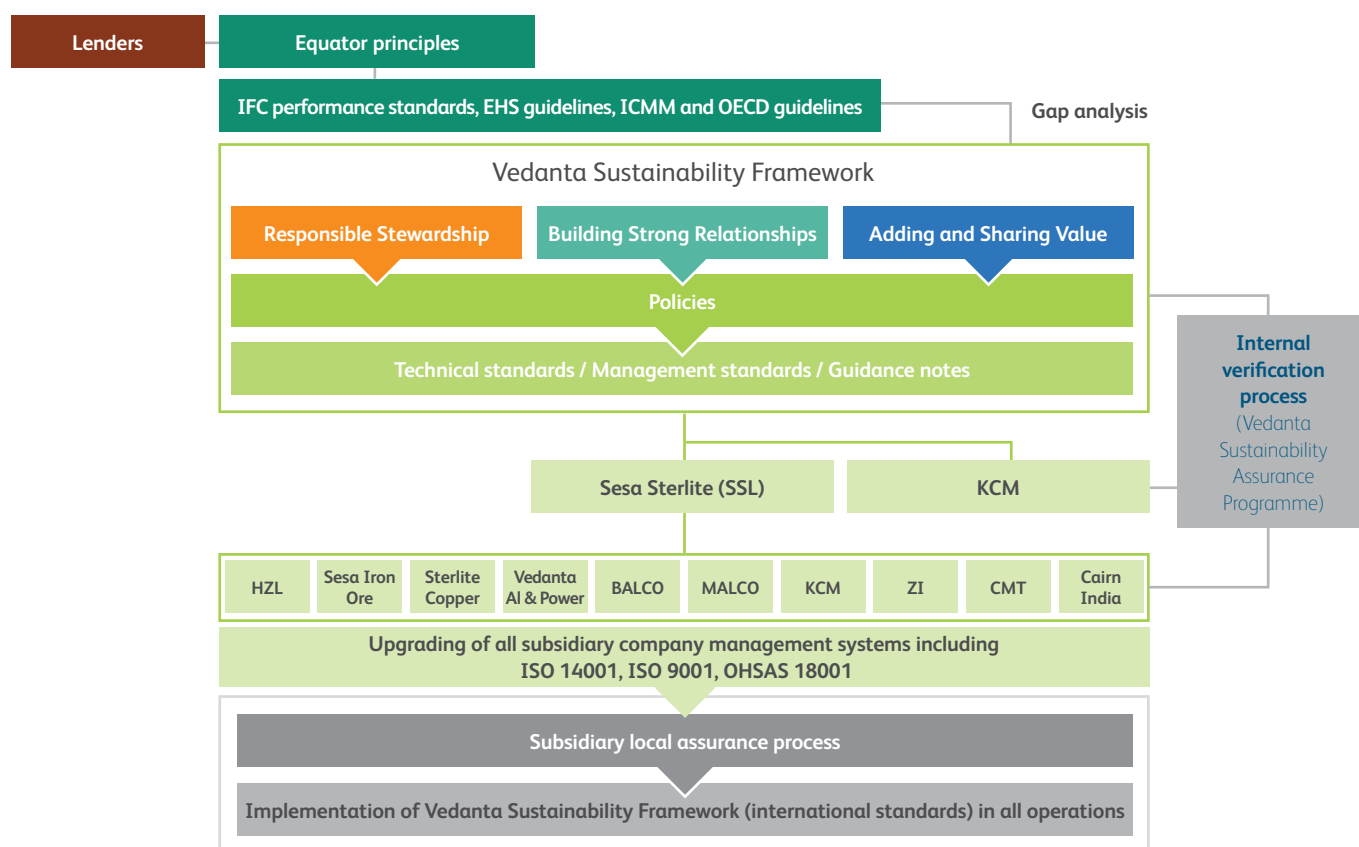 Lenders
Equator principles
IFC performance standards, EHS guidelines, ICMM and OECD guidelines
Gap analysis
Vedanta Sustainability Framework
Responsible Stewardship
Building Strong Relationships
Adding and Sharing Value
Policies
Technical standards / Management standards / Guidance notes
Internal
verification
process
(Vedanta
Sustainability
Assurance
Programme)
Sesa Sterlite (SSL)
KCM
HZL
Sesa Iron
Ore
Sterlite
Copper
Vedanta
Al & Power
BALCO
MALCO
KCM
ZI
CMT
Cairn
India
Upgrading of all subsidiary company management systems including
ISO 14001, ISO 9001, OHSAS 18001
Subsidiary local assurance process
Implementation of Vedanta Sustainability Framework (international standards) in all operations